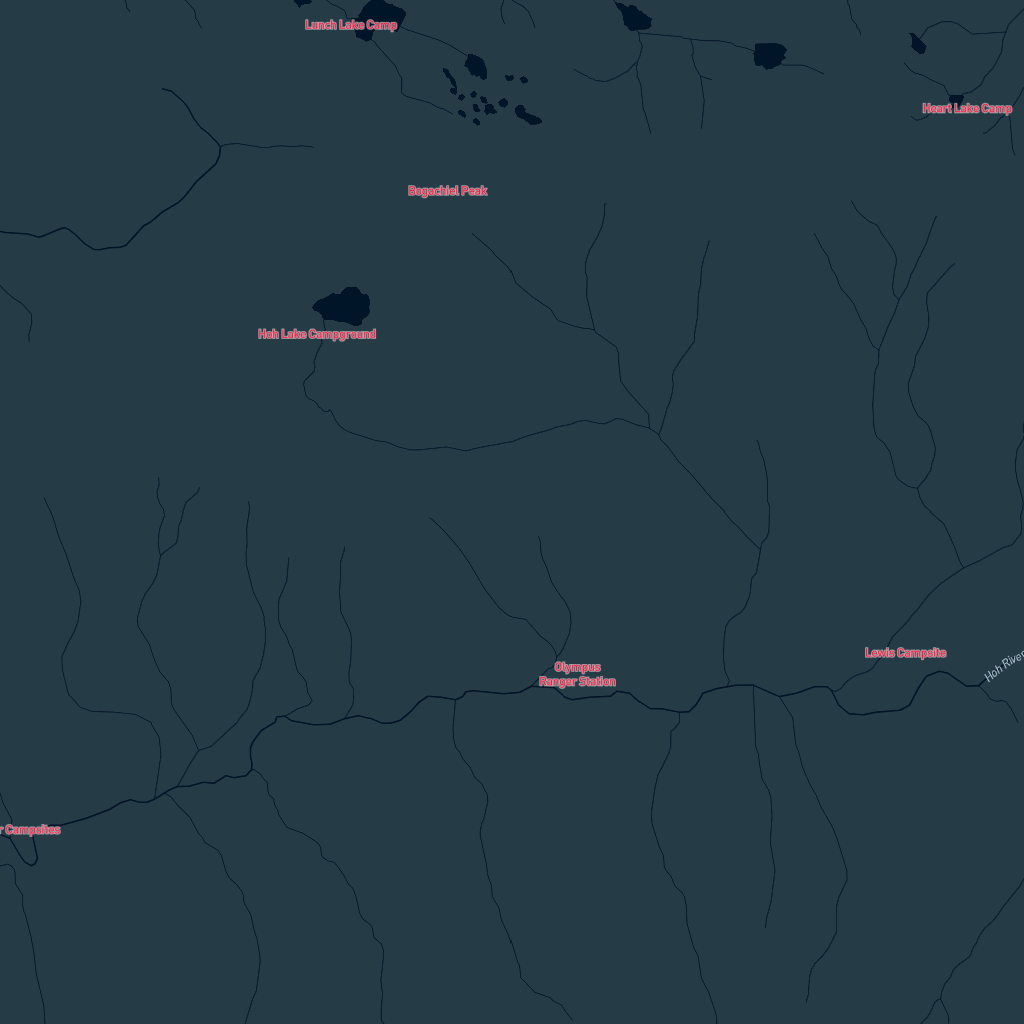 Lunch Lake Camp
Heart Lake Camp
Bogachiel Peak
Hoh Lake Campground
Lewis Campsite
Hoh River
Olympus
Ranger Station
Campsites